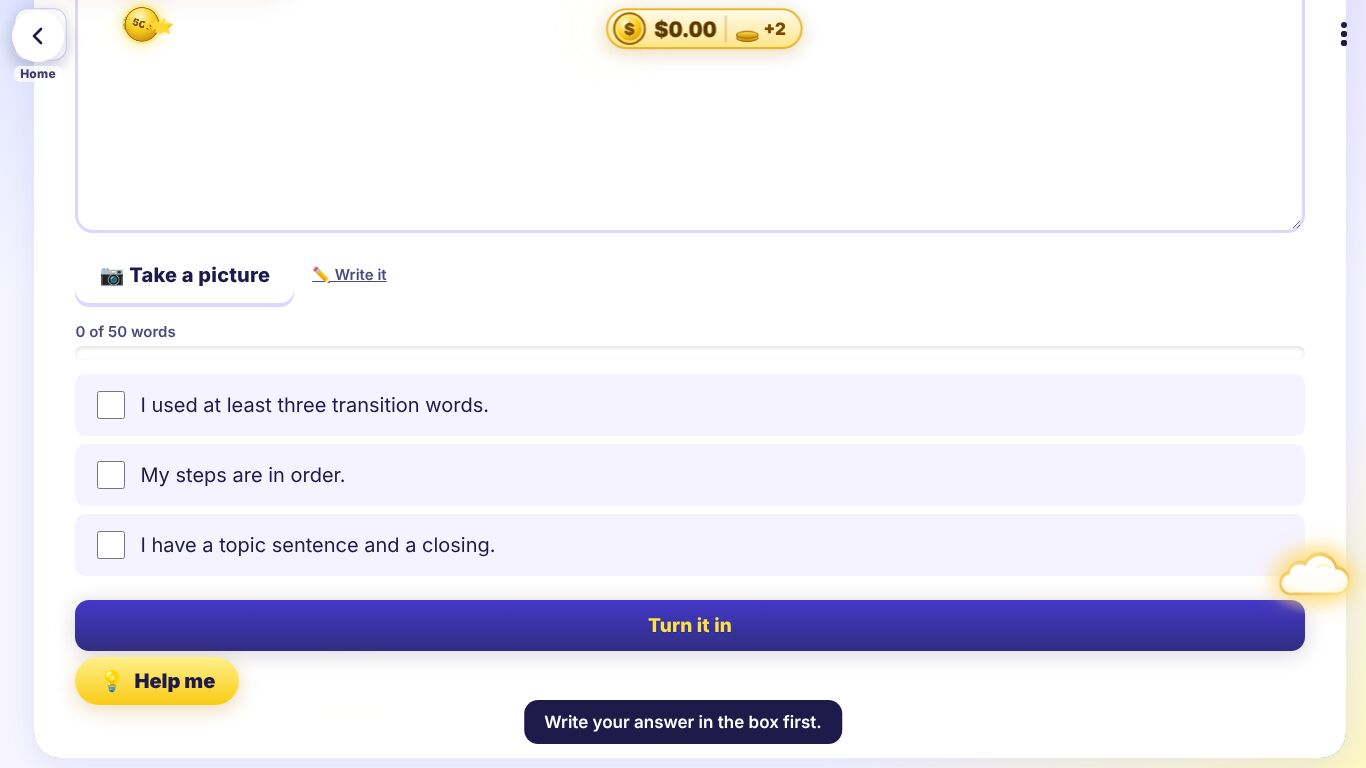 $ $0.00 +2
Home
📷 Take a picture ✏️ Write it
0 of 50 words
I used at least three transition words.
My steps are in order.
I have a topic sentence and a closing.
Turn it in
💡 Help me
Write your answer in the box first.